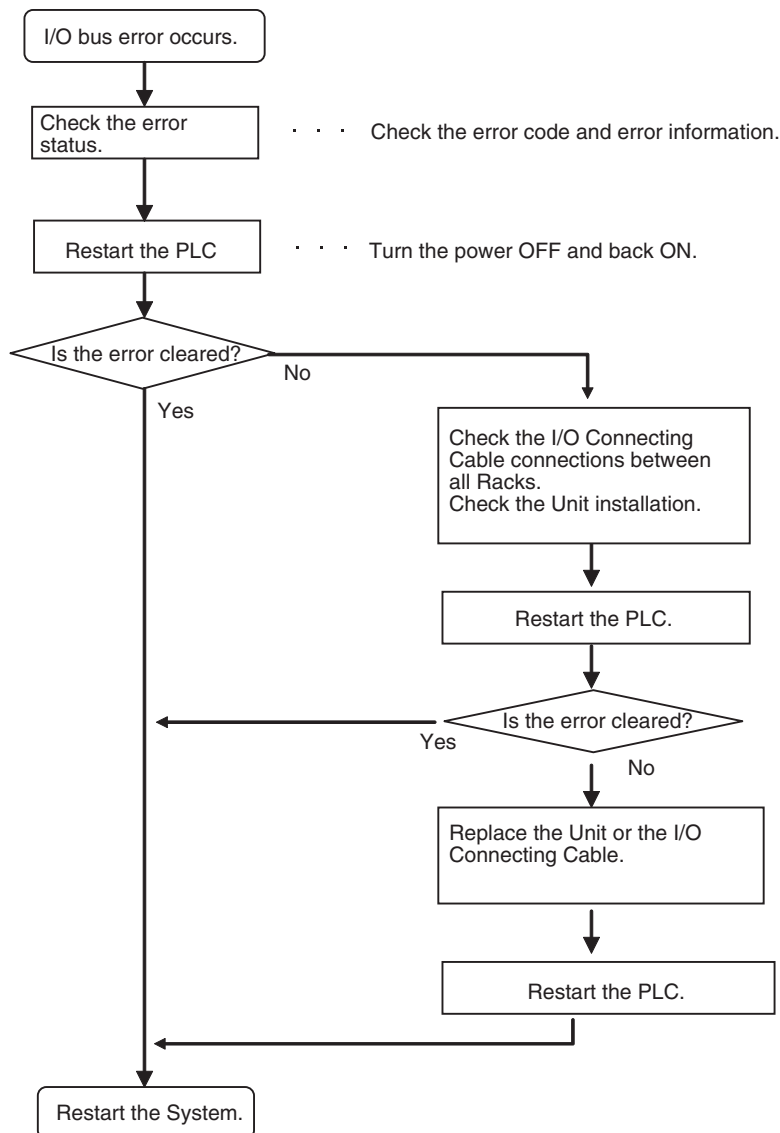 I/O bus error occurs.
Check the error
status.
· · · Check the error code and error information.
Restart the PLC
· · · Turn the power OFF and back ON.
Is the error cleared?
No
Yes
Check the I/O Connecting
Cable connections between
all Racks.
Check the Unit installation.
Restart the PLC.
Is the error cleared?
Yes
No
Replace the Unit or the I/O
Connecting Cable.
Restart the PLC.
Restart the System.